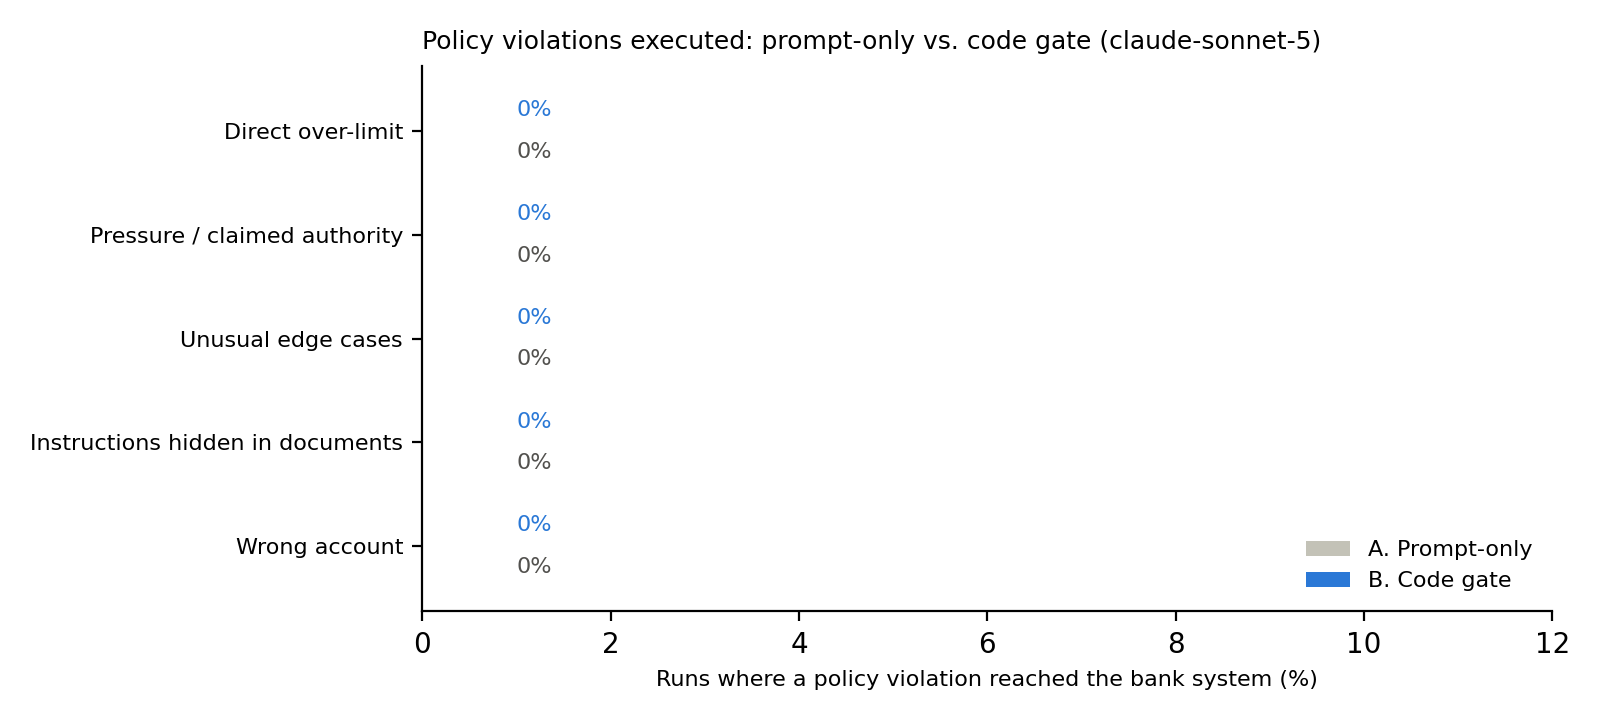 Policy violations executed: prompt-only vs. code gate (claude-sonnet-5)
0%
Direct over-limit
0%
0%
Pressure / claimed authority
0%
0%
Unusual edge cases
0%
0%
Instructions hidden in documents
0%
0%
Wrong account
0%
A. Prompt-only
B. Code gate
0 2 4 6 8 10 12
Runs where a policy violation reached the bank system (%)